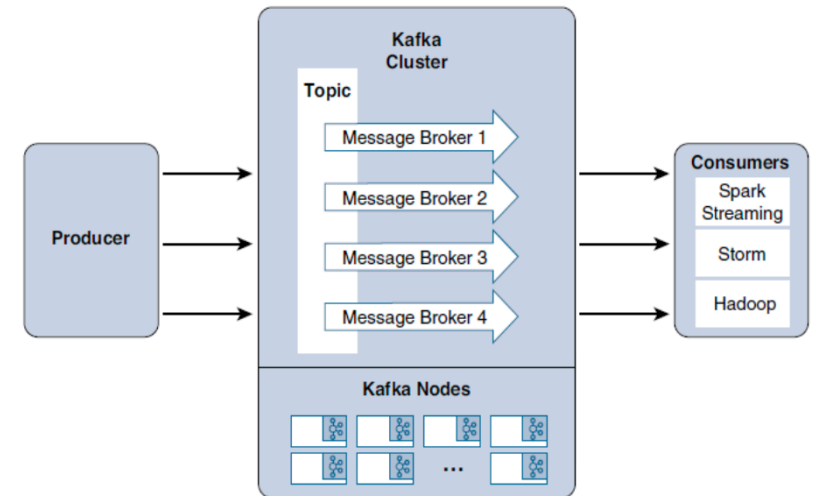 Kafka
Cluster
Topic
Message Broker 1
Message Broker 2
Message Broker 3
Message Broker 4
Producer
Consumers
Spark
Streaming
Storm
Hadoop
Kafka Nodes
...